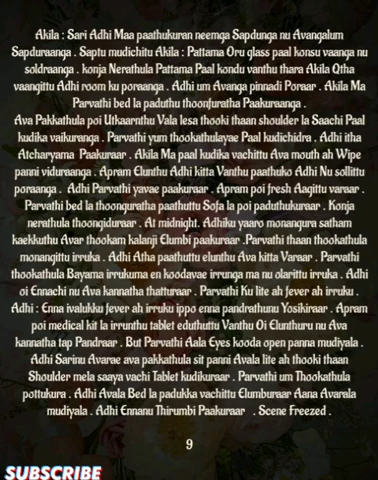 Akila : Sari Adhi Maa paathukuran neemga Sapdunga nu Avangalum
Sapduraanga . Saptu mudichitu Akila : Pattama Oru glass paal konsu vaanga nu
soldraanga . konja Nerathula Pattama Paal kondu vanthu thara Akila Qtha
vaangittu Adhi room ku poraanga . Adhi um Avanga pinnadi Poraar . Akila Ma
Parvathi bed la paduthu thoonfuratha Paakuraanga .
Ava Pakkathula poi Utkaarnthu Vala lesa thooki thaan shoulder la Saachi Paal
kudika vaikuranga . Parvathi yum thookathulayae Paal kudichidra . Adhi itha
Atcharyama Paakuraar . Akila Ma paal kudika vachittu Ava mouth ah Wipe
panni viduraanga . Apram Elunthu Adhi kitta Vanthu paathuko Adhi Nu sollittu
poraanga . Adhi Parvathi yavae paakuraar . Apram poi fresh Aagittu varaar .
Parvathi bed la thoonguratha paathuttu Sofa la poi paduthukuraar . Konja
nerathula thoongiduraar . At midnight. Adhiku yaaro monangura satham
kaekkuthu Avar thookam kalanji Elumbi paakuraar .Parvathi thaan thookathula
monangittu irruka . Adhi Atha paathuttu elunthu Ava kitta Varaar . Parvathi
thookathula Bayama irrukuma en koodavae irrunga ma nu olarittu irruka . Adhi
oi Ennachi nu Ava kannatha thatturaar . Parvathi Ku lite ah fever ah irruku .
Adhi : Enna ivalukku fever ah irruku ippo enna pandrathunu Yosikiraar . Apram
poi medical kit la irrunthu tablet eduthuttu Vanthu Oi Elunthuru nu Ava
kannatha tap Pandraar . But Parvathi Aala Eyes kooda open panna mudiyala .
Adhi Sarinu Avarae ava pakkathula sit panni Avala lite ah thooki thaan
Shoulder mela saaya vachi Tablet kudikuraar . Parvathi um Thookathula
pottukura . Adhi Avala Bed la padukka vachittu Elumburaar Aana Avarala
mudiyala . Adhi Ennanu Thirumbi Paakuraar . Scene Freezed .
9
SUBSCRIBE